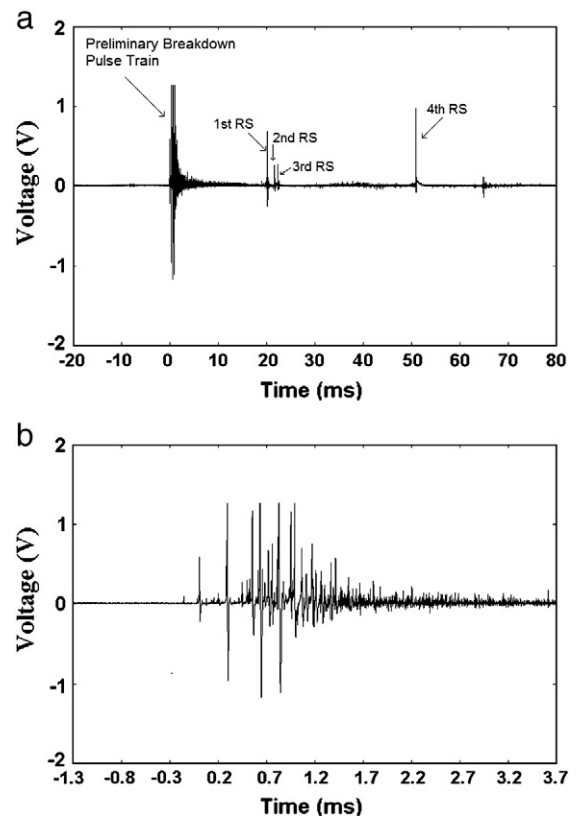 a
2
Preliminary Breakdown
Pulse Train
1
1st RS
2nd RS
3rd RS
4th RS
0
-1
-2
Voltage (V)
-20 -10 0 10 20 30 40 50 60 70 80
Time (ms)
b
2
1
0
-1
-2
Voltage (V)
-1.3 -0.8 -0.3 0.2 0.7 1.2 1.7 2.2 2.7 3.2 3.7
Time (ms)